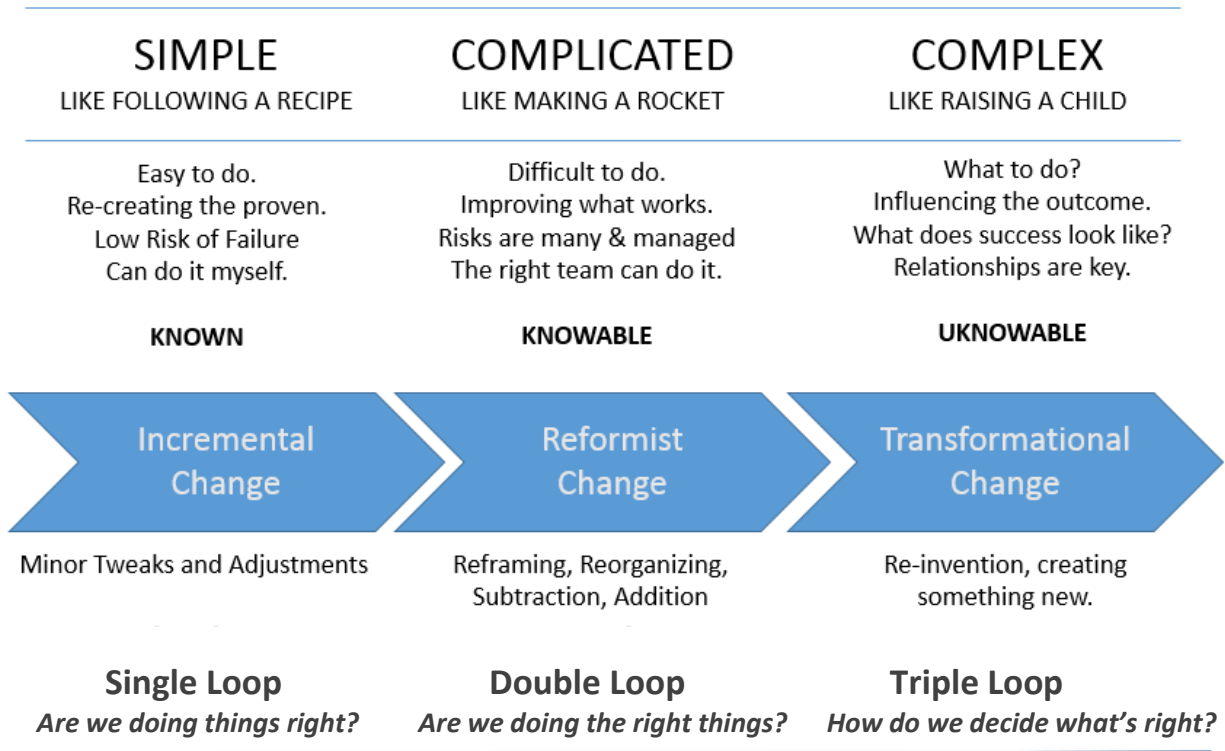 SIMPLE
LIKE FOLLOWING A RECIPE
Easy to do.
Re-creating the proven.
Low Risk of Failure
Can do it myself.
KNOWN
Incremental
Change
Minor Tweaks and Adjustments
Single Loop
Are we doing things right?
COMPLICATED
LIKE MAKING A ROCKET
Difficult to do.
Improving what works.
Risks are many & managed
The right team can do it.
KNOWABLE
Reformist
Change
Reframing, Reorganizing,
Subtraction, Addition
Double Loop
Are we doing the right things?
COMPLEX
LIKE RAISING A CHILD
What to do?
Influencing the outcome.
What does success look like?
Relationships are key.
UKNOWABLE
Transformational
Change
Re-invention, creating
something new.
Triple Loop
How do we decide what's right?